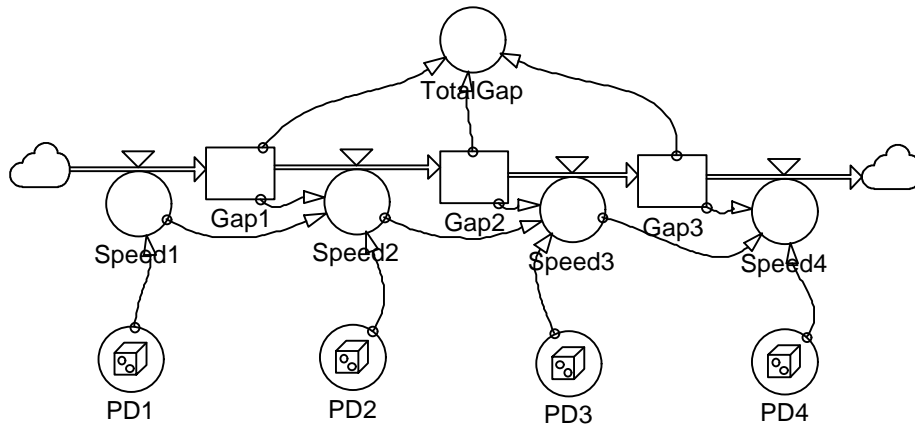 TotalGap
Gap1
Gap2
Gap3
Speed1
Speed2
Speed3
Speed4
PD1
PD2
PD3
PD4